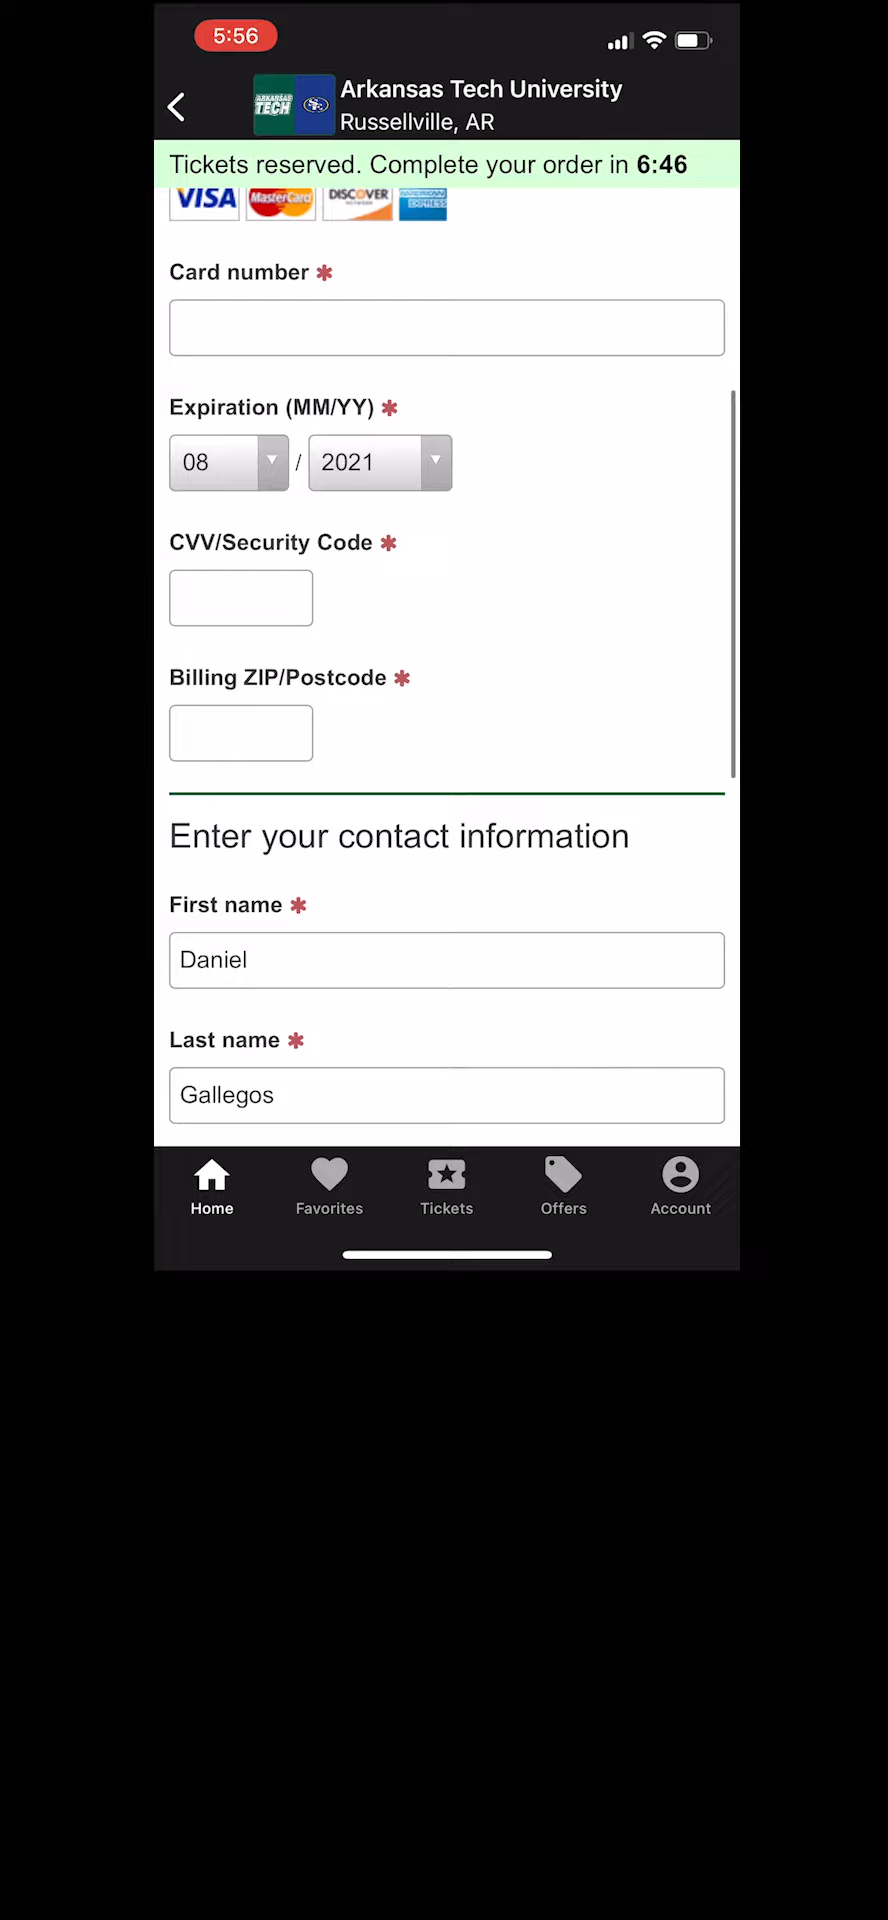 5:56
ARKANSAS
TECH
Arkansas Tech University
Russellville, AR
Tickets reserved. Complete your order in 6:46
VISA MasterCard DISCOVER AMERICAN
EXPRESS
Card number *
Expiration (MM/YY) *
08 / 2021
CVV/Security Code *
Billing ZIP/Postcode *
Enter your contact information
First name *
Daniel
Last name *
Gallegos
Home Favorites Tickets Offers Account